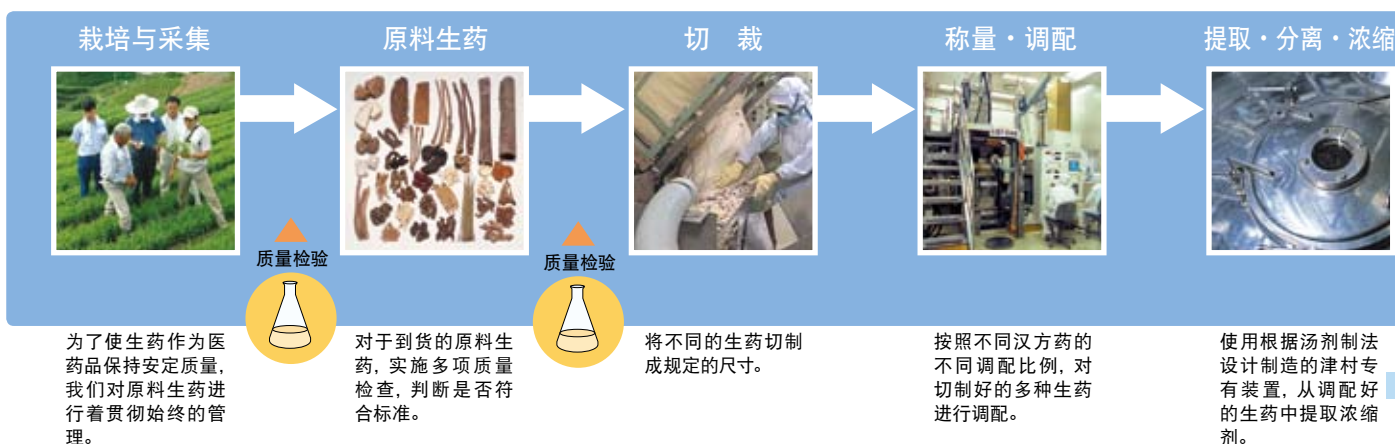 栽培与采集
原料生药
切 裁
称量・调配
提取・分离・浓缩
质量检验
质量检验
为了使生药作为医
药品保持安定质量,
我们对原料生药进
行着贯彻始终的管
理。
对于到货的原料生
药, 实施多项质量
检查, 判断是否符
合标准。
将不同的生药切制
成规定的尺寸。
按照不同汉方药的
不同调配比例, 对
切制好的多种生药
进行调配。
使用根据汤剂制法
设计制造的津村专
有装置, 从调配好
的生药中提取浓缩
剂。